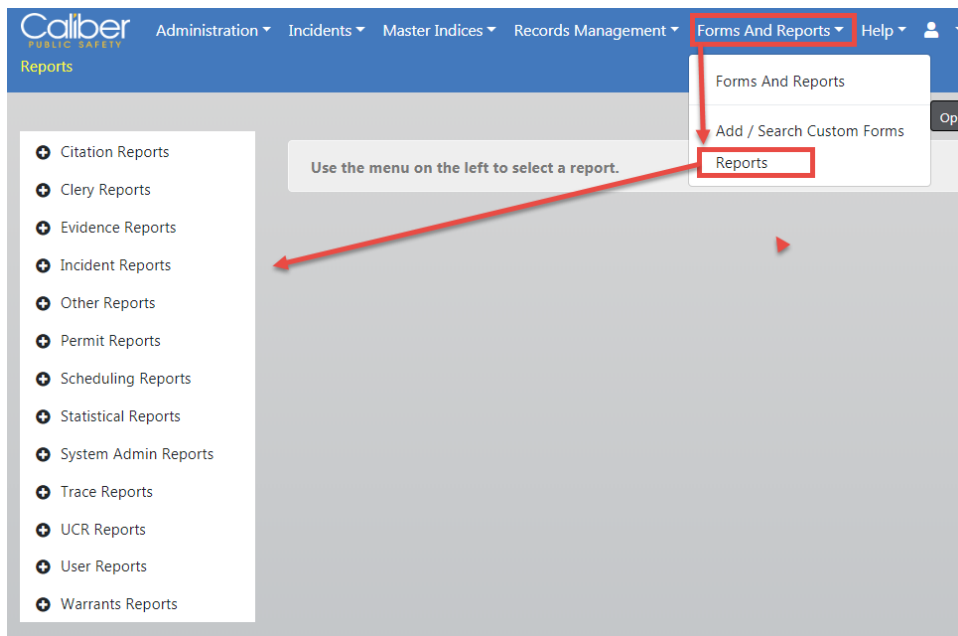 Caliber
PUBLIC SAFETY
Administration Incidents Master Indices Records Management Forms And Reports Help
Reports
Forms And Reports
Add / Search Custom Forms
Reports
Op
Use the menu on the left to select a report.
Citation Reports
Clery Reports
Evidence Reports
Incident Reports
Other Reports
Permit Reports
Scheduling Reports
Statistical Reports
System Admin Reports
Trace Reports
UCR Reports
User Reports
Warrants Reports